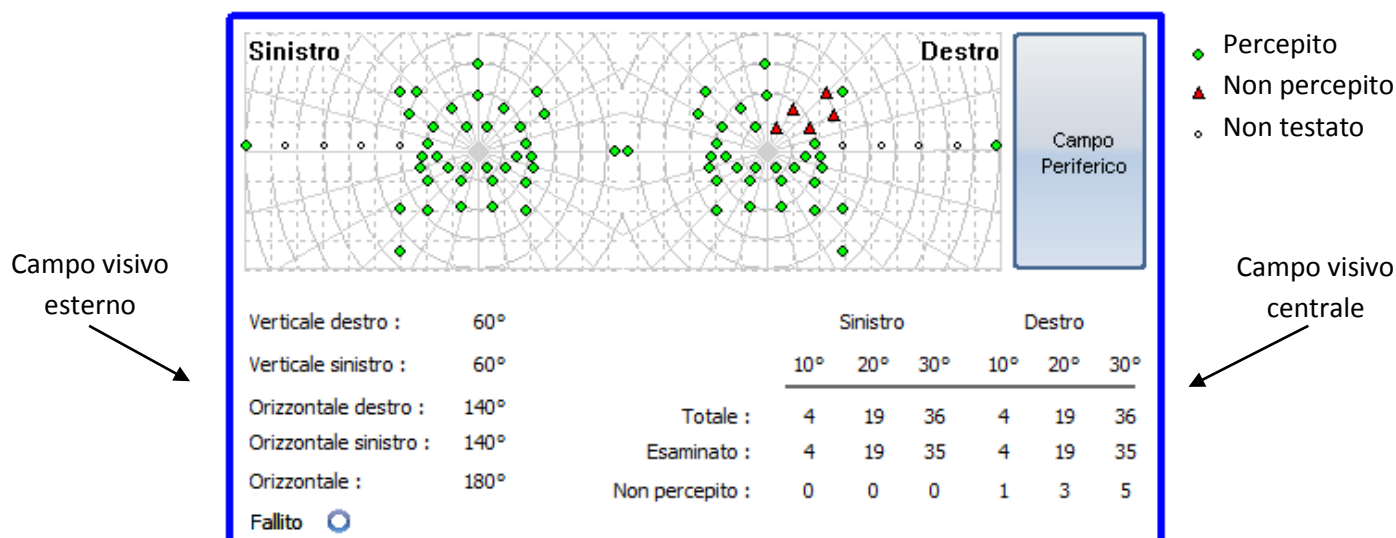 Sinistro
Destro
Campo
Periferico
Percepito
Non percepito
Non testato
Campo visivo
esterno
Campo visivo
centrale
Verticale destro : 60°
Verticale sinistro : 60°
Orizzontale destro : 140°
Orizzontale sinistro : 140°
Orizzontale : 180°
Fallito
Sinistro Destro
10° 20° 30° 10° 20° 30°
Totale : 4 19 36 4 19 36
Esaminato : 4 19 35 4 19 35
Non percepito : 0 0 0 1 3 5